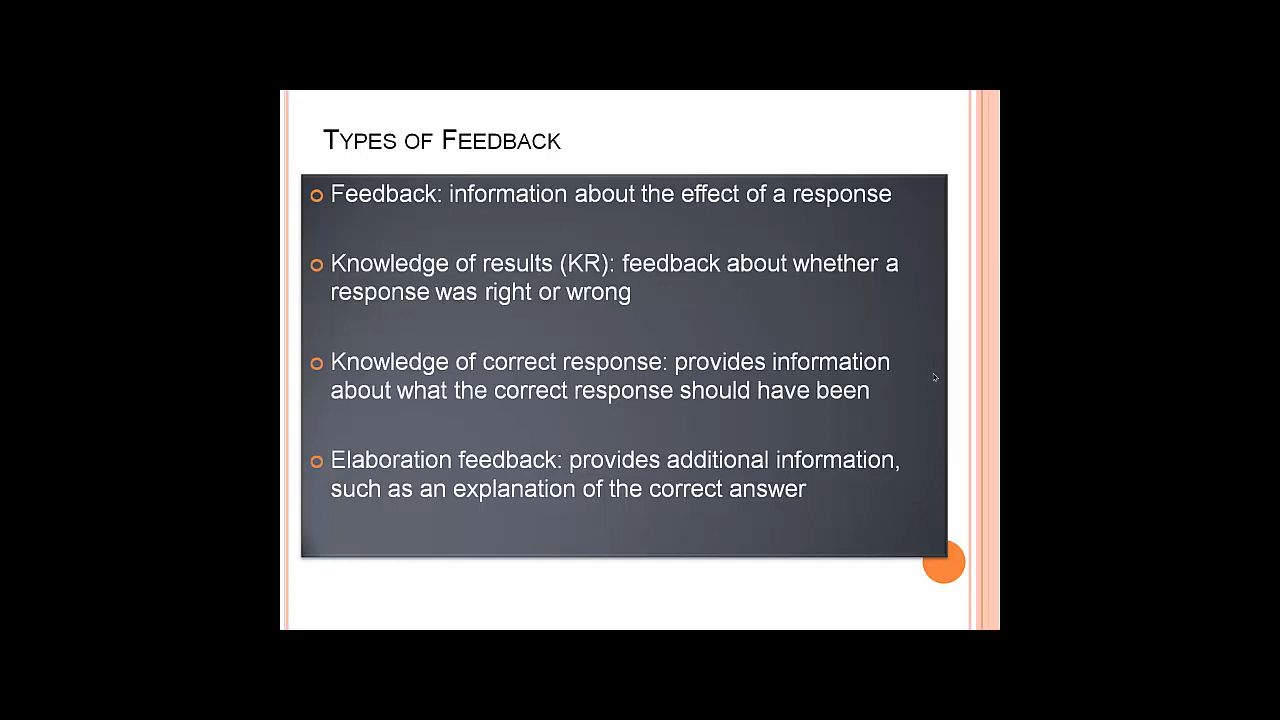 Types of Feedback
Feedback: information about the effect of a response
Knowledge of results (KR): feedback about whether a
response was right or wrong
Knowledge of correct response: provides information
about what the correct response should have been
Elaboration feedback: provides additional information,
such as an explanation of the correct answer